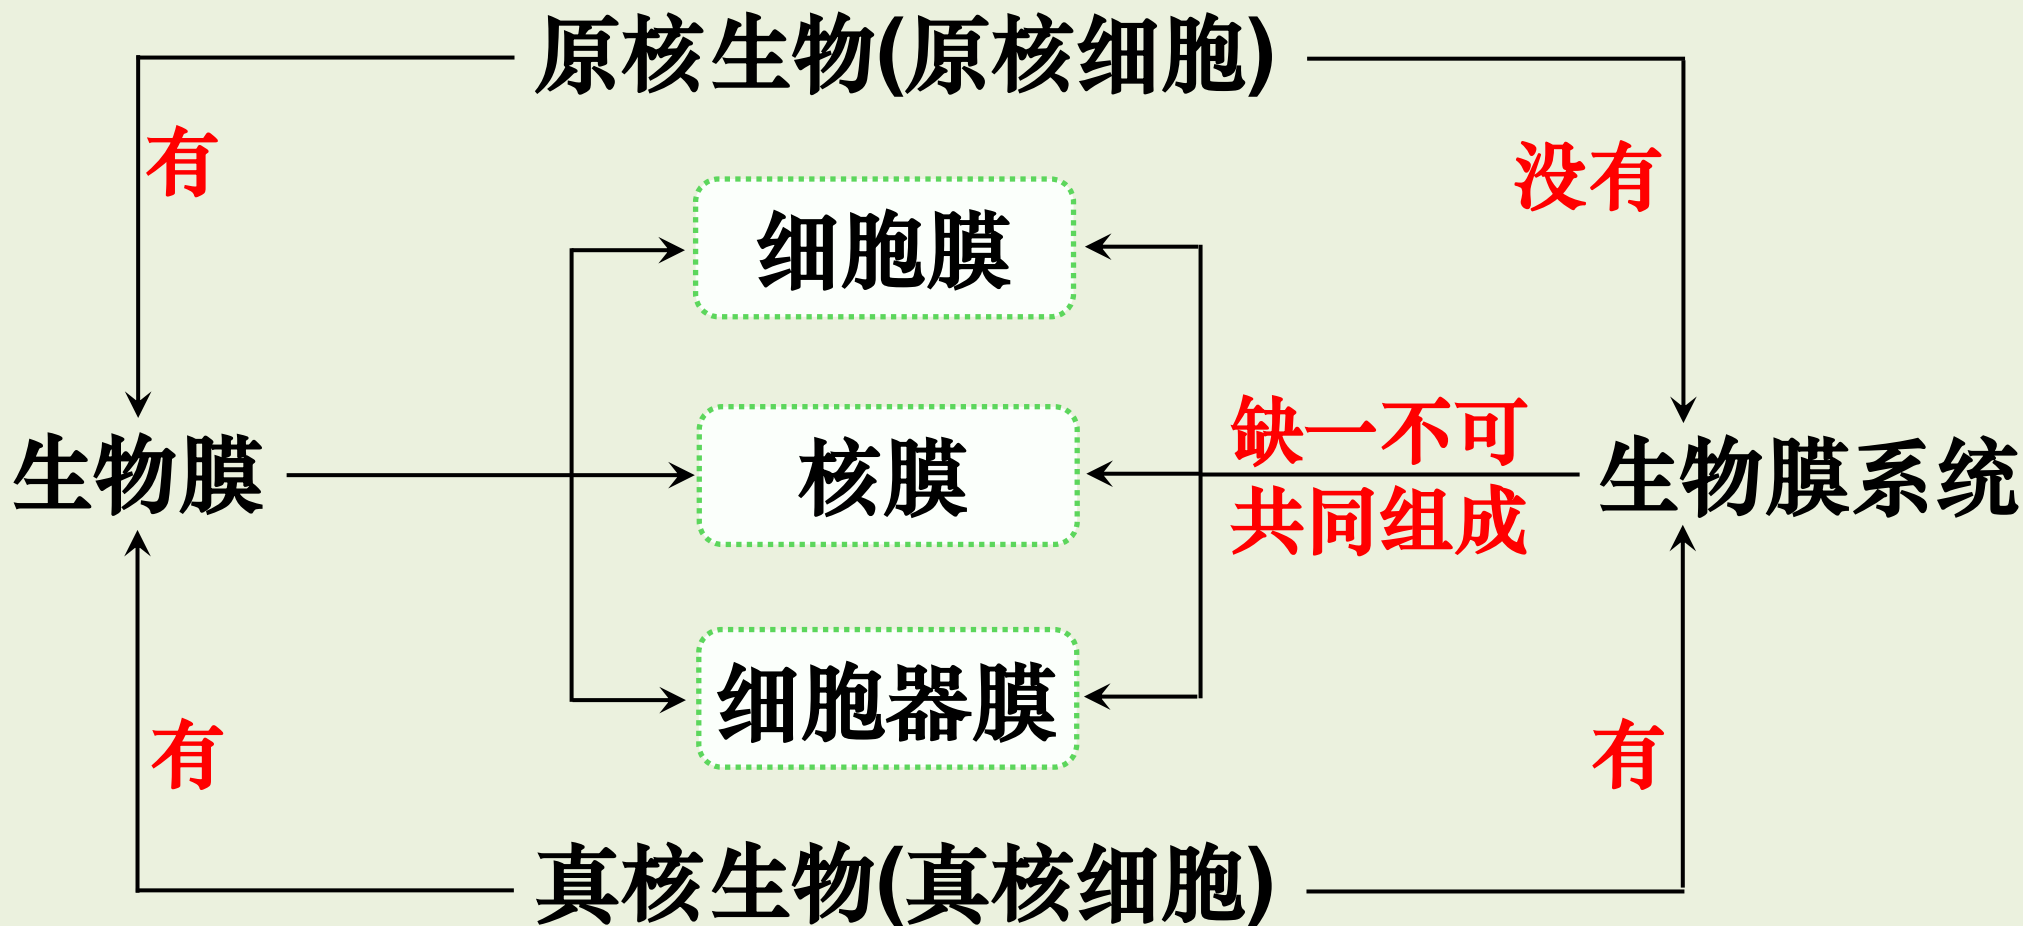 原核生物(原核细胞)
有
没有
细胞膜
生物膜
核膜
缺一不可
共同组成
生物膜系统
细胞器膜
有
有
真核生物(真核细胞)